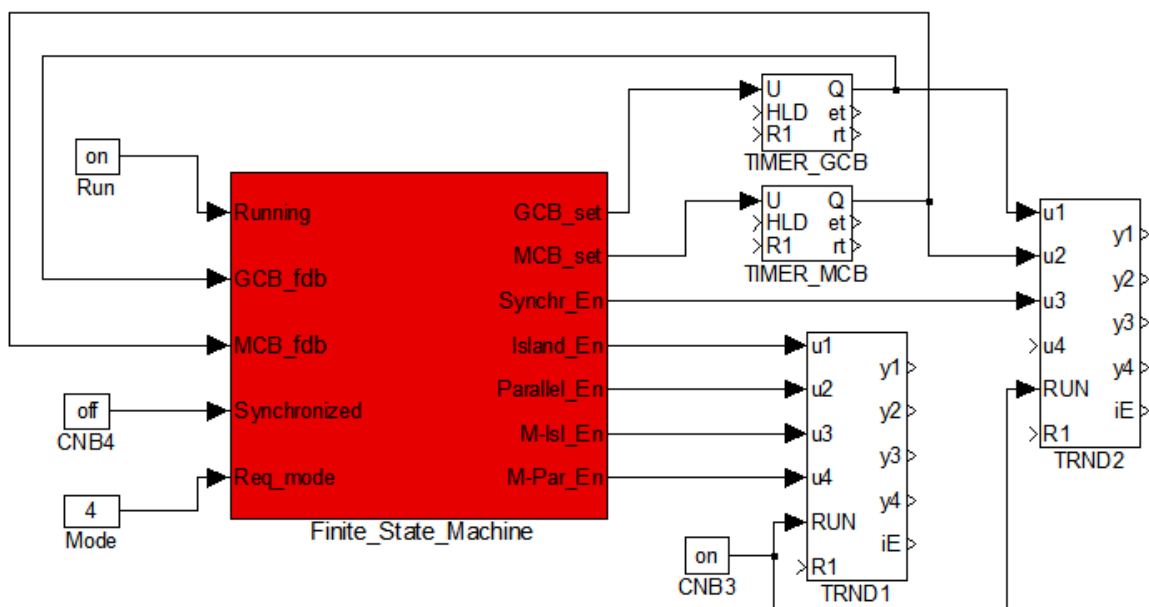 on
Run
off
CNB4
4
Mode
Running
GCB_fdb
MCB_fdb
Synchronized
Req_mode
GCB_set
MCB_set
Synchr_En
Island_En
Parallel_En
M-Isl_En
M-Par_En
Finite_State_Machine
U Q
HLD et
R1 rt
TIMER_GCB
U Q
HLD et
R1 rt
TIMER_MCB
on
CNB3
u1
y1
u2
y2
u3
y3
u4
y4
RUN
iE
R1
TRND1
u1
y1
u2
y2
u3
y3
u4
y4
RUN
iE
R1
TRND2